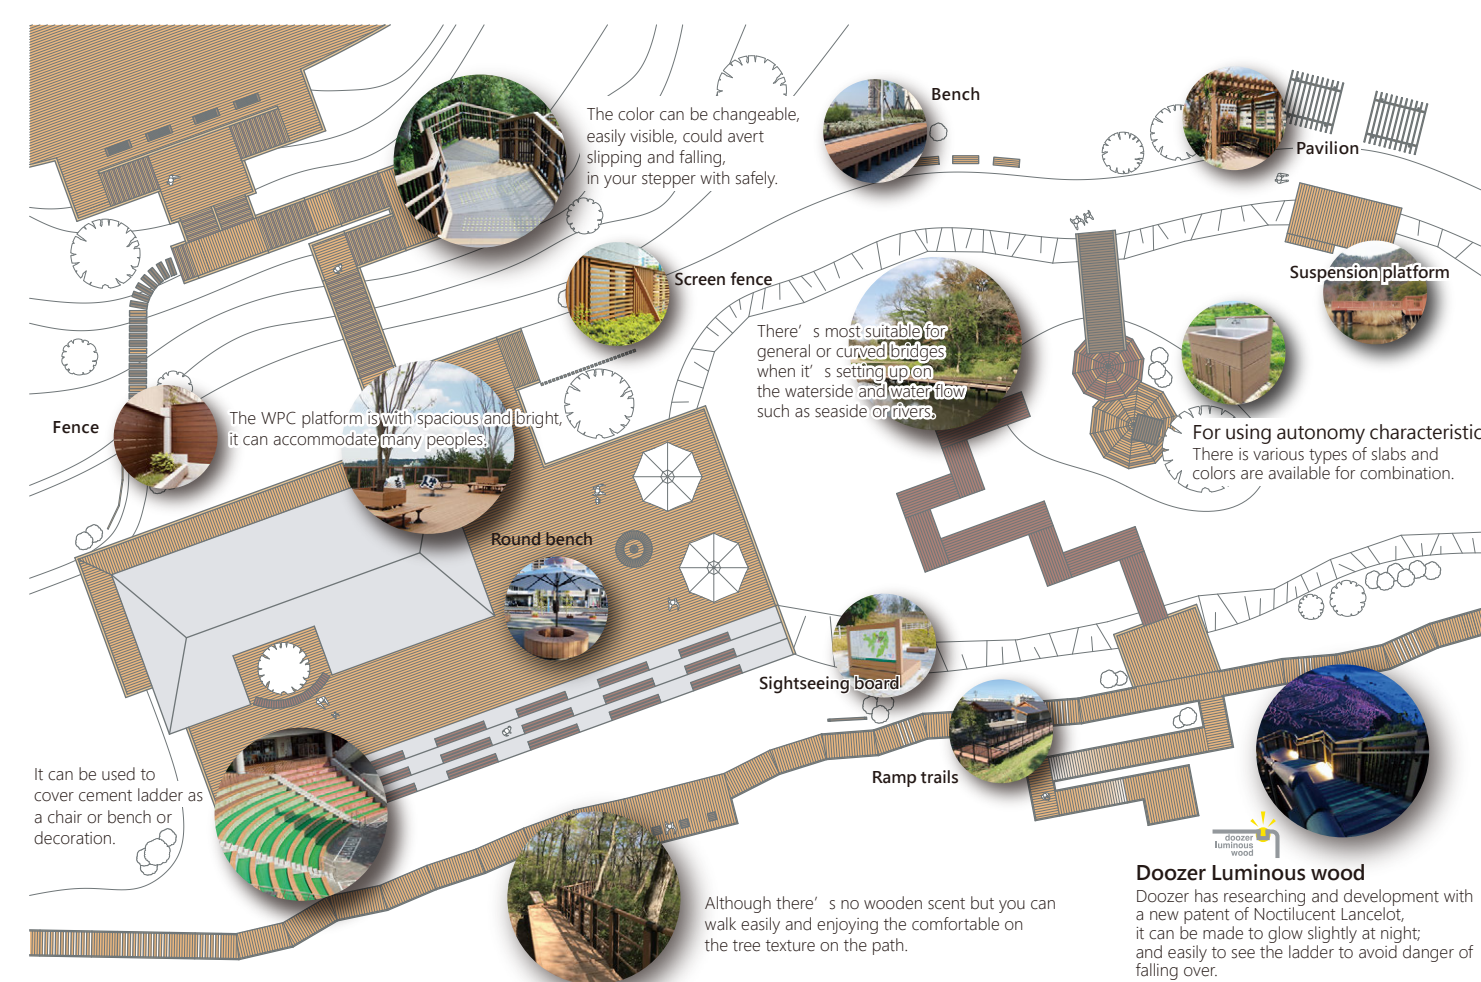 The color can be changeable,
easily visible, could avert
slipping and falling,
in your stepper with safely.
Bench
Pavilion
Screen fence
Suspension platform
There’s most suitable for
general or curved bridges
when it’s setting up on
the waterside and water flow
such as seaside or rivers.
Fence
The WPC platform is with spacious and bright,
it can accommodate many peoples.
For using autonomy characteristic
There is various types of slabs and
colors are available for combination.
Round bench
Sightseeing board
Ramp trails
It can be used to
cover cement ladder as
a chair or bench or
decoration.
doozer
luminous
wood
Doozer Luminous wood
Doozer has researching and development with
a new patent of Noctilucent Lancelot,
it can be made to glow slightly at night;
and easily to see the ladder to avoid danger of
falling over.
Although there’s no wooden scent but you can
walk easily and enjoying the comfortable on
the tree texture on the path.